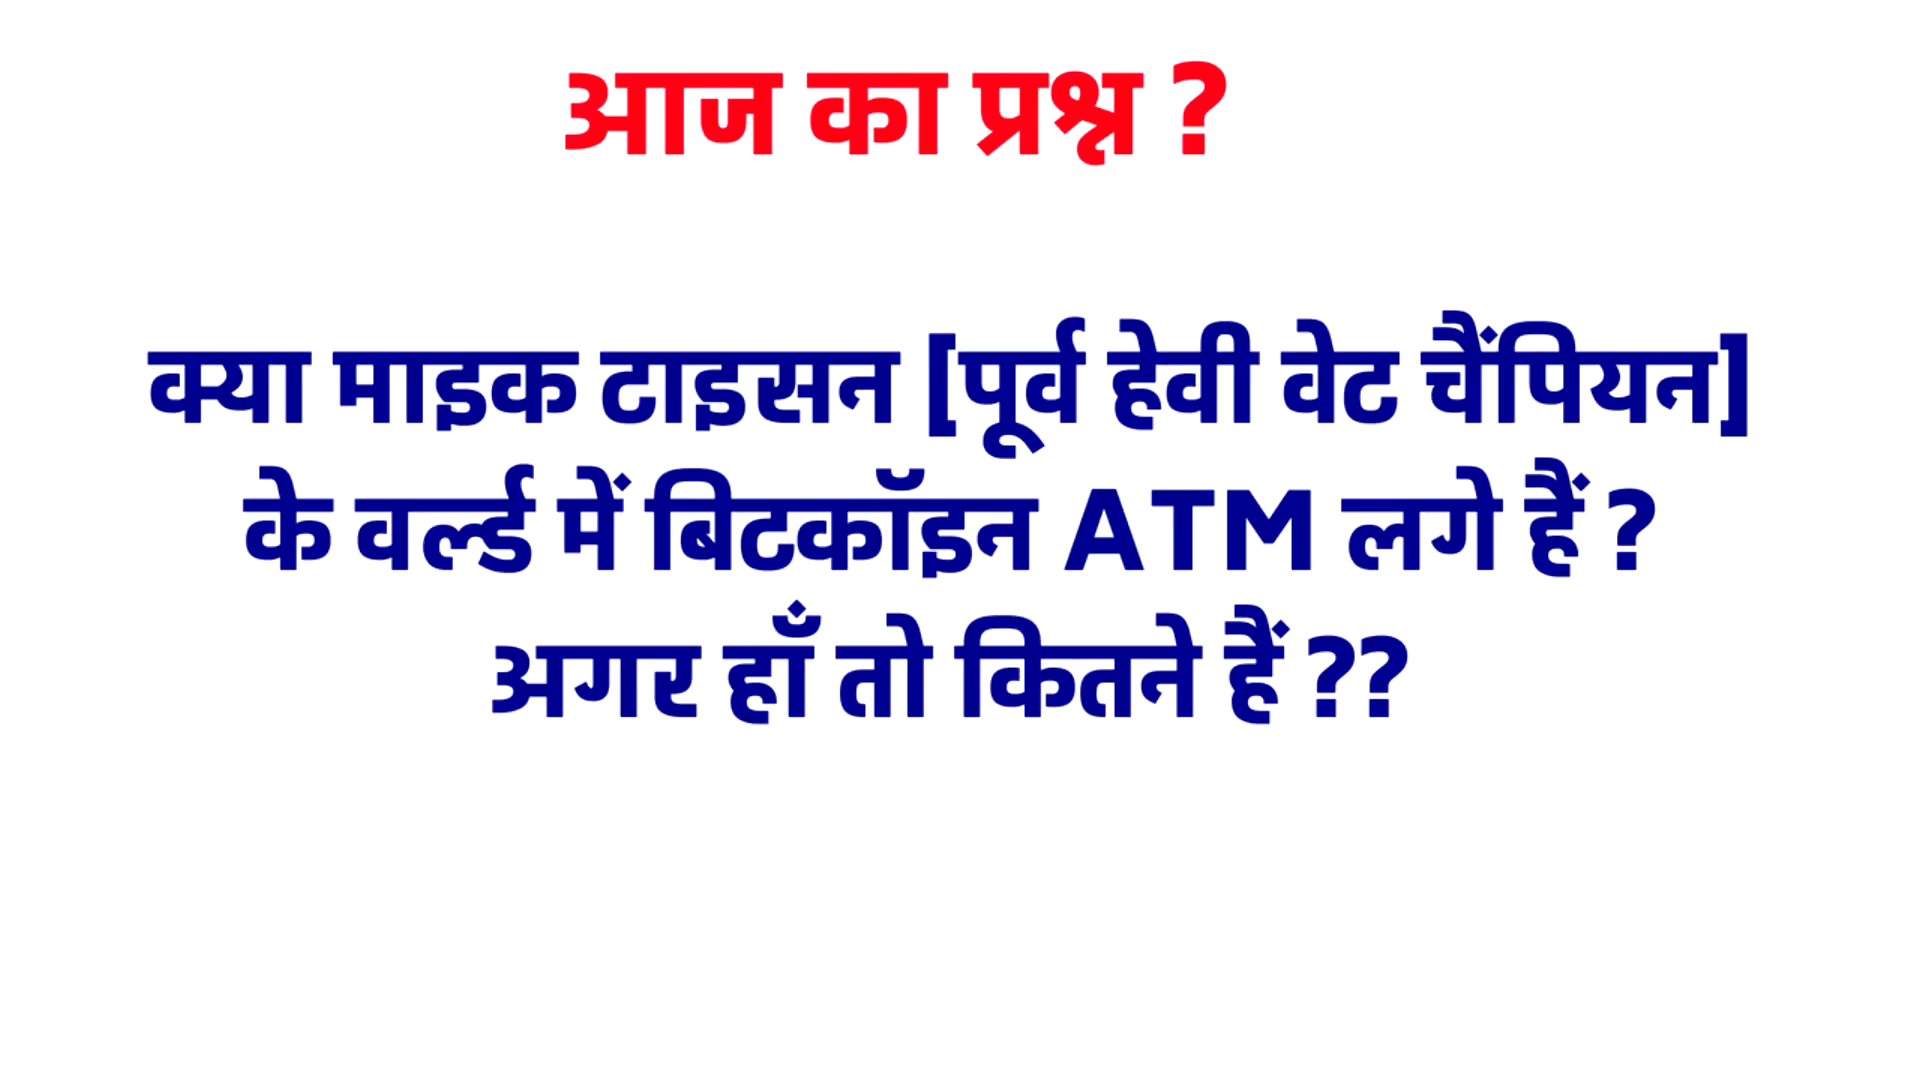 आज का प्रश्न ?
क्या माइक टाइसन [पूर्व हेवी वेट चैंपियन]
के वर्ल्ड में बिटकॉइन ATM लगे हैं ?
अगर हाँ तो कितने हैं ??